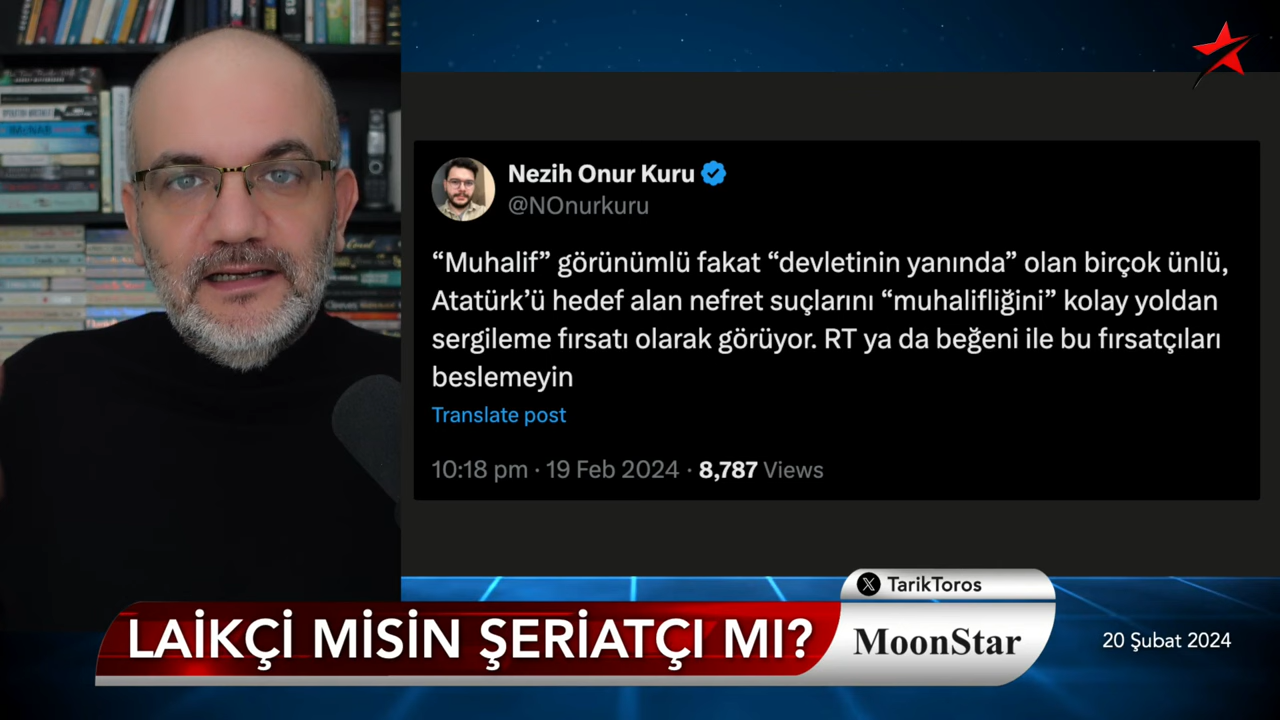 Nezih Onur Kuru
@NOnurkuru
“Muhalif” görünümlü fakat “devletinin yanında” olan birçok ünlü,
Atatürk’ü hedef alan nefret suçlarını “muhalifliğini” kolay yoldan
sergileme fırsatı olarak görüyor. RT ya da beğeni ile bu fırsatçıları
beslemeyin
Translate post
10:18 pm · 19 Feb 2024 · 8,787 Views
TarikToros
LAİKÇİ MİSİN ŞERİATÇI MI?
MoonStar
20 Şubat 2024